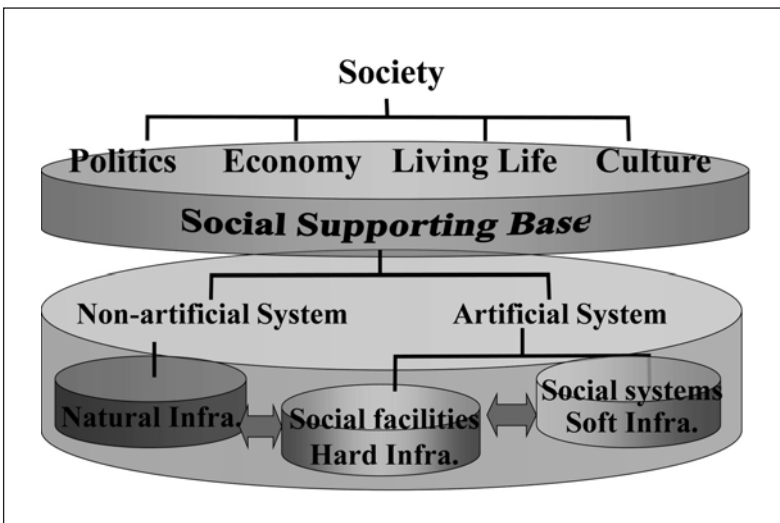 Society
Politics Economy Living Life Culture
Social Supporting Base
Non-artificial System Artificial System
Natural Infra.
Social facilities
Hard Infra.
Social systems
Soft Infra.